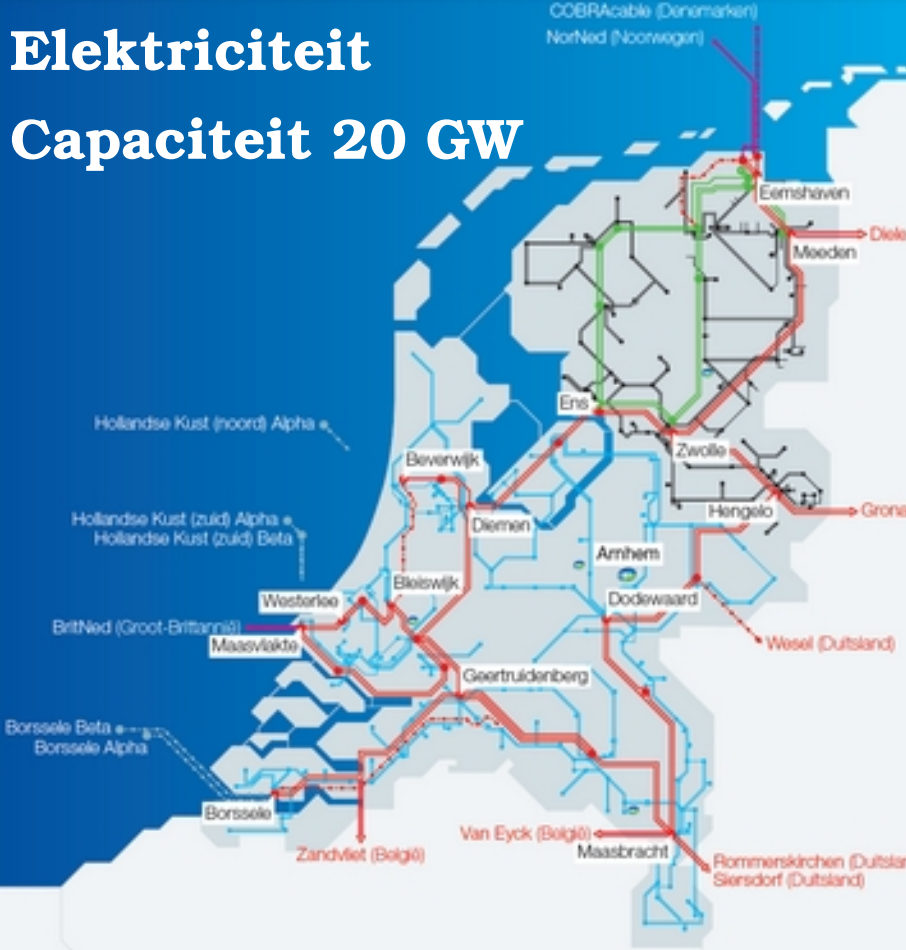 Elektriciteit
Capaciteit 20 GW
COBRAcable (Denemarken)
NorNed (Noorwegen)
Eemshaven
Meeden
Ens
Hollandse Kust (noord) Alpha
Beverwijk
Zwolle
Hengelo
Hollandse Kust (zuid) Alpha
Hollandse Kust (zuid) Beta
Diemen
Arnhem
Bleiswijk
Westerlee
Dodewaard
BritNed (Groot-Brittannië)
Maasvlakte
Wesel (Duitsland)
Geertruidenberg
Borssele Beta
Borssele Alpha
Borssele
Van Eyck (België)
Maasbracht
Zandvliet (België)
Rommerskirchen (Duitslan
Siersdorf (Duitsland)